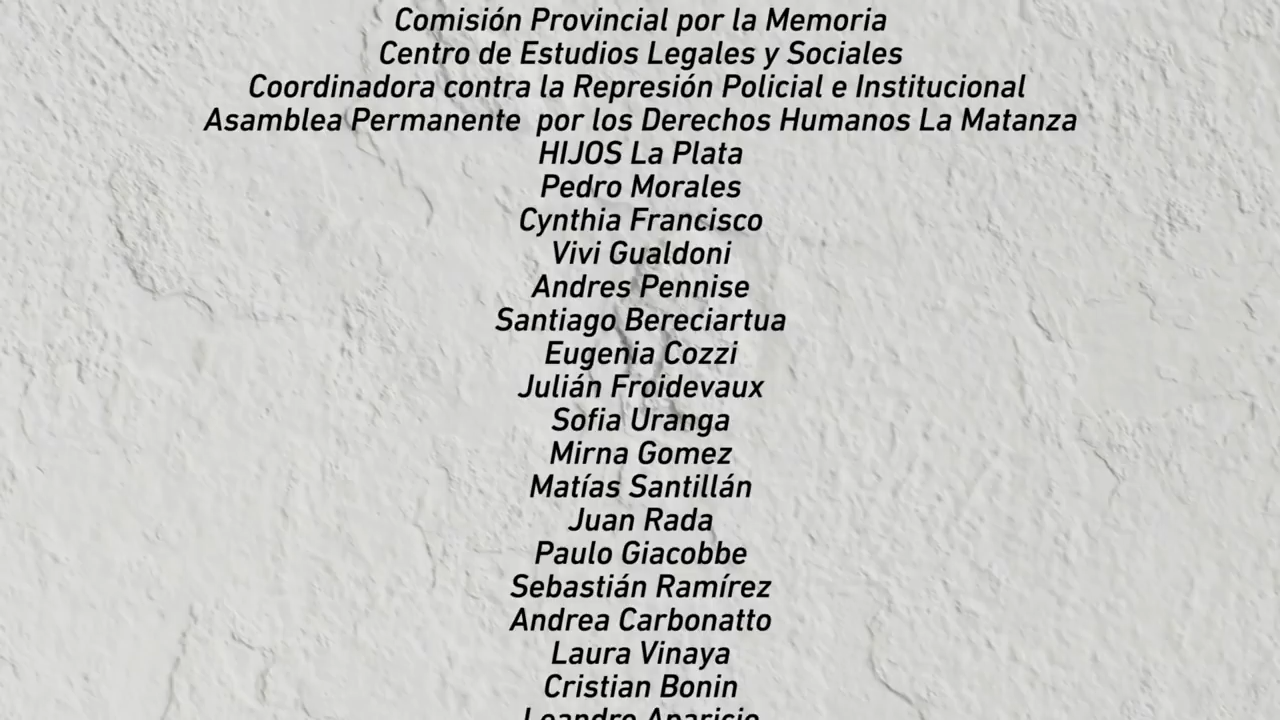 Comisión Provincial por la Memoria
Centro de Estudios Legales y Sociales
Coordinadora contra la Represión Policial e Institucional
Asamblea Permanente  por los Derechos Humanos La Matanza
HIJOS La Plata
Pedro Morales
Cynthia Francisco
Vivi Gualdoni
Andres Pennise
Santiago Bereciartua
Eugenia Cozzi
Julián Froidevaux
Sofia Uranga
Mirna Gomez
Matías Santillán
Juan Rada
Paulo Giacobbe
Sebastián Ramírez
Andrea Carbonatto
Laura Vinaya
Cristian Bonin
Leandro Aparicio